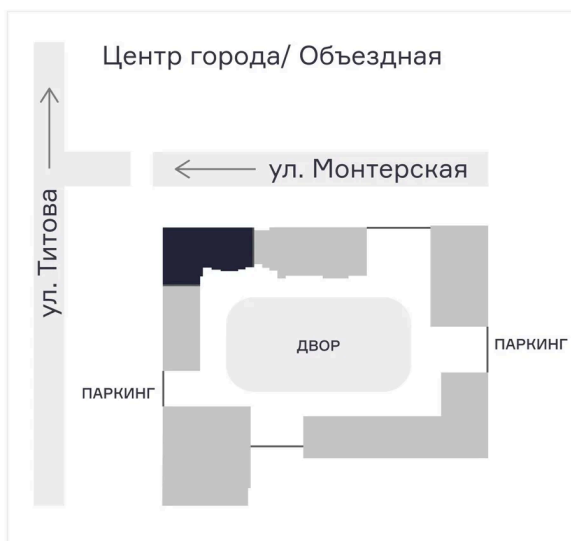 Центр города/ Объездная
ул. Монтерская
ул. Титова
ДВОР
ПАРКИНГ
ПАРКИНГ